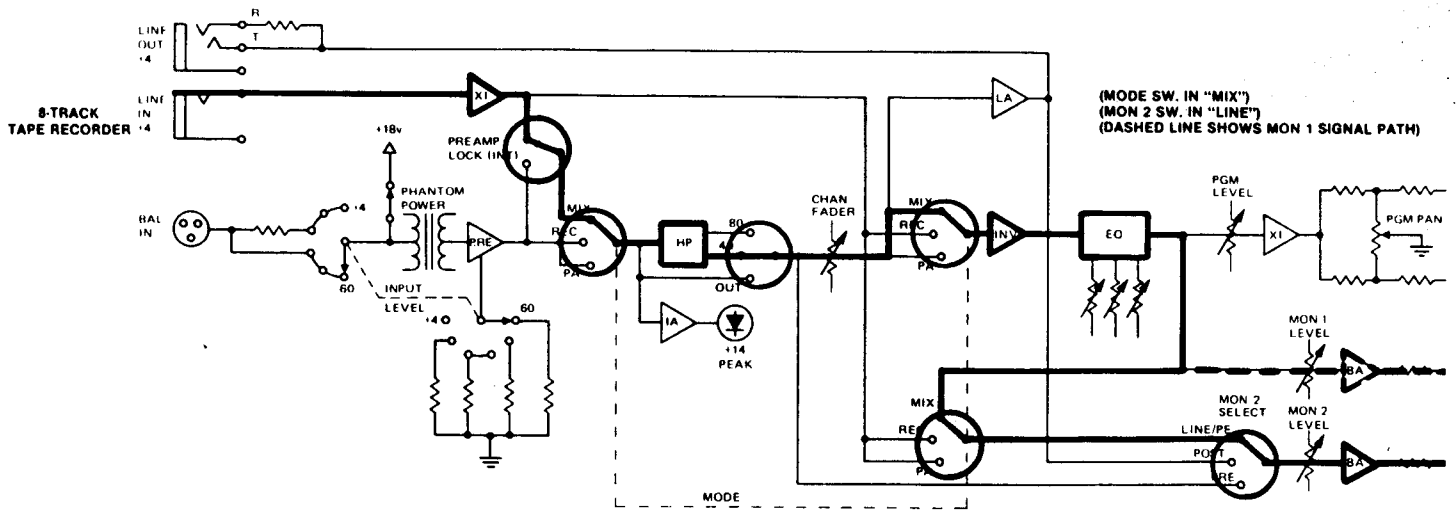 LINE
OUT
+4
R
T
8-TRACK
TAPE RECORDER
LINE
IN
+4
XI
LA
(MODE SW. IN "MIX")
(MON 2 SW. IN "LINE")
(DASHED LINE SHOWS MON 1 SIGNAL PATH)
+18v
PREAMP
LOCK (INT)
PHANTOM
POWER
BAL
IN
+4
60
INPUT
LEVEL
PRE
+4
60
MIX
REC
PA
HP
80
40
OUT
IA
+14
PEAK
CHAN
FADER
MIX
REC
PA
INV
EQ
PGM
LEVEL
XI
PGM PAN
MON 1
LEVEL
BA
MIX
REC
PA
LINE/PE
POST
PRE
MON 2
SELECT
MON 2
LEVEL
BA
MODE